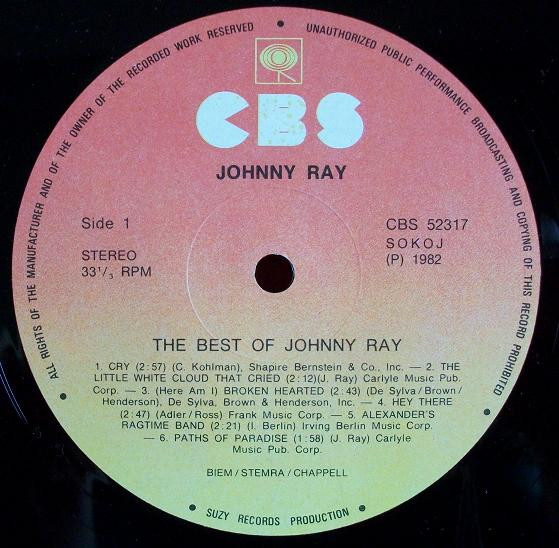 ALL RIGHTS OF THE MANUFACTURER AND OF THE OWNER OF THE RECORDED WORK RESERVED • UNAUTHORIZED PUBLIC PERFORMANCE BROADCASTING AND COPYING OF THIS RECORD PROHIBITED
CBS
JOHNNY RAY
Side 1
STEREO
33¹/₃ RPM
CBS 52317
SOKOJ
(P) 1982
THE BEST OF JOHNNY RAY
1. CRY (2:57) (C. Kohlman), Shapire Bernstein & Co., Inc. — 2. THE
LITTLE WHITE CLOUD THAT CRIED (2:12)(J. Ray) Carlyle Music Pub.
Corp. — 3. (Here Am I) BROKEN HEARTED (2:43) (De Sylva/Brown/
Henderson), De Sylva, Brown & Henderson, Inc. — 4. HEY THERE
(2:47) (Adler/Ross) Frank Music Corp. — 5. ALEXANDER'S
RAGTIME BAND (2:21) (I. Berlin) Irving Berlin Music Corp.
— 6. PATHS OF PARADISE (1:58) (J. Ray) Carlyle
Music Pub. Corp.
BIEM/STEMRA/CHAPPELL
• SUZY RECORDS PRODUCTION •